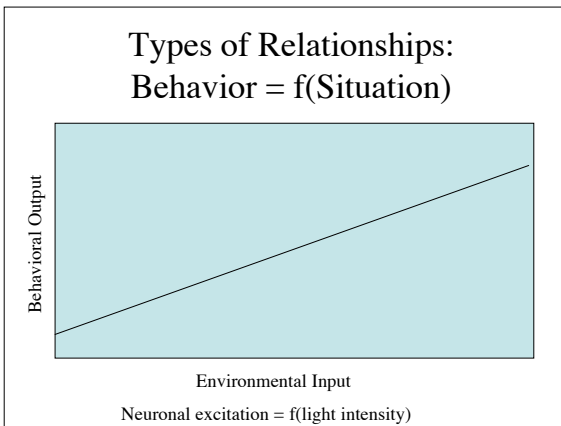 Types of Relationships:
Behavior = f(Situation)
Behavioral Output
Environmental Input
Neuronal excitation = f(light intensity)